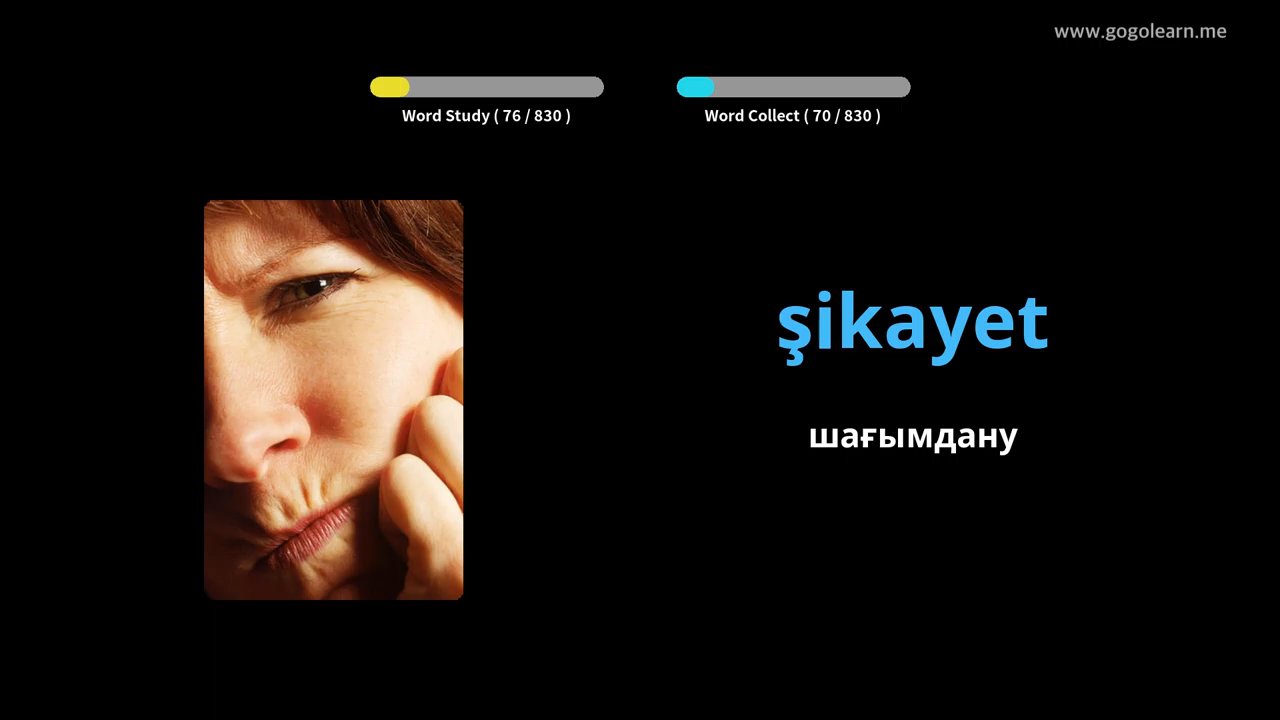 www.gogolearn.me
Word Study ( 76 / 830 )
Word Collect ( 70 / 830 )
şikayet
шағымдану